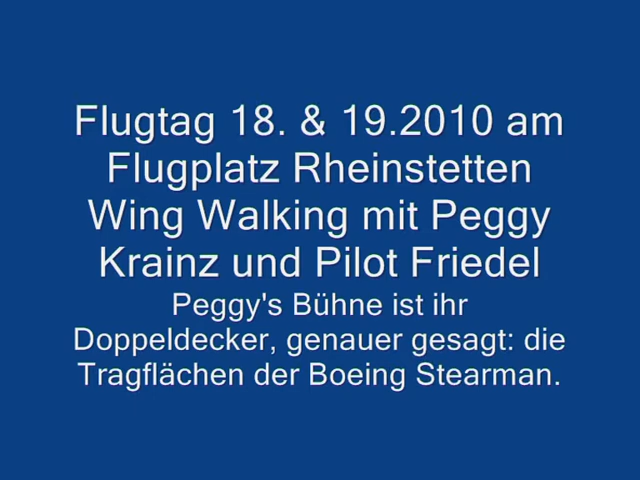 Flugtag 18. & 19.2010 am
Flugplatz Rheinstetten
Wing Walking mit Peggy
Krainz und Pilot Friedel
Peggy's Bühne ist ihr
Doppeldecker, genauer gesagt: die
Tragflächen der Boeing Stearman.